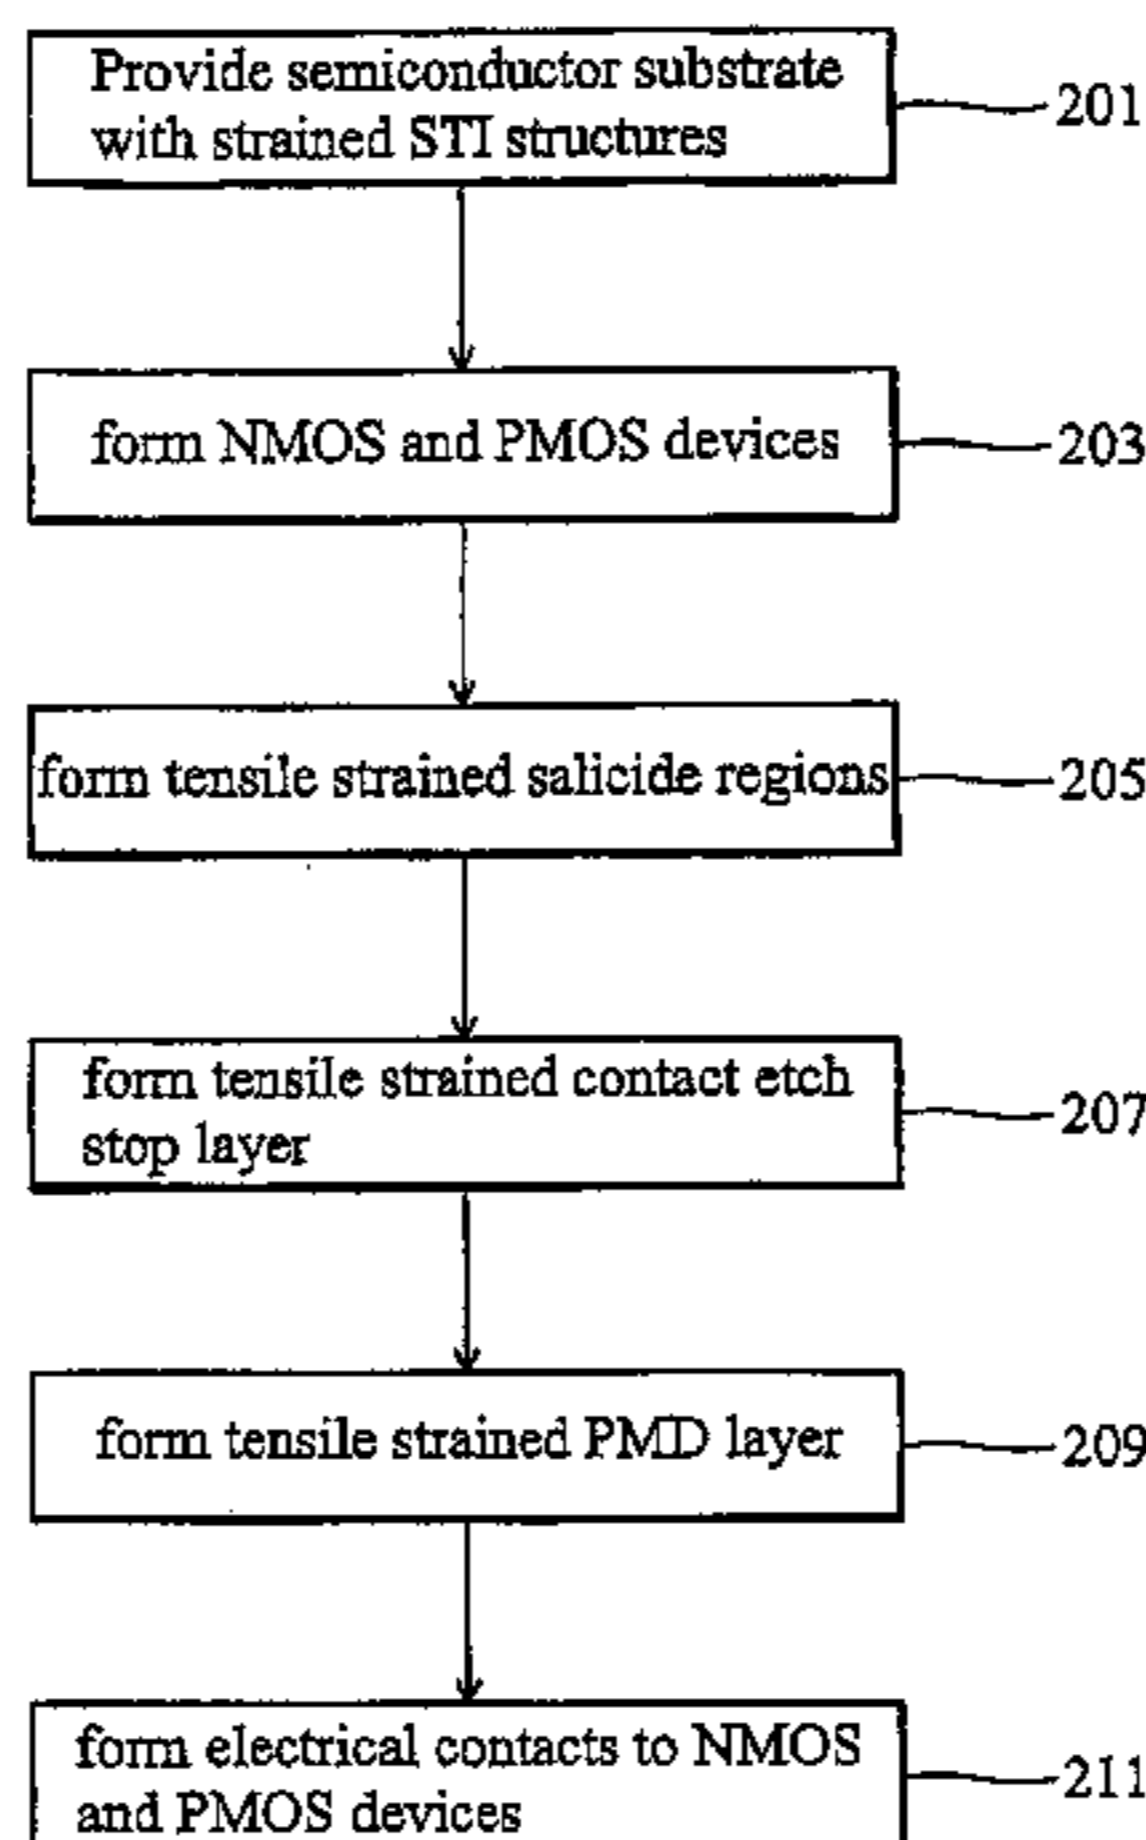 Provide semiconductor substrate
with strained STI structures
201
form NMOS and PMOS devices
203
form tensile strained salicide regions
205
form tensile strained contact etch
stop layer
207
form tensile strained PMD layer
209
form electrical contacts to NMOS
and PMOS devices
211